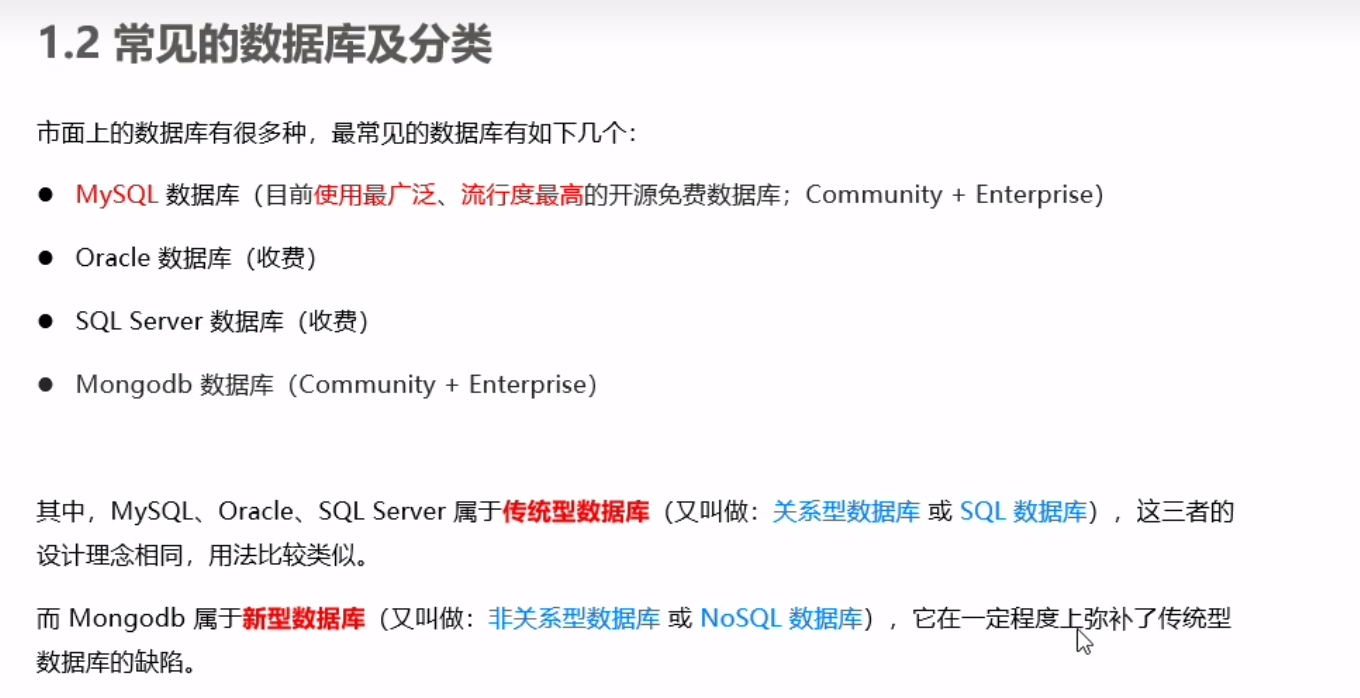 1.2 常见的数据库及分类
市面上的数据库有很多种，最常见的数据库有如下几个：
● MySQL 数据库（目前使用最广泛、流行度最高的开源免费数据库；Community + Enterprise）
● Oracle 数据库（收费）
● SQL Server 数据库（收费）
● Mongodb 数据库（Community + Enterprise）
其中，MySQL、Oracle、SQL Server 属于传统型数据库（又叫做：关系型数据库 或 SQL 数据库），这三者的
设计理念相同，用法比较类似。
而 Mongodb 属于新型数据库（又叫做：非关系型数据库 或 NoSQL 数据库），它在一定程度上弥补了传统型
数据库的缺陷。